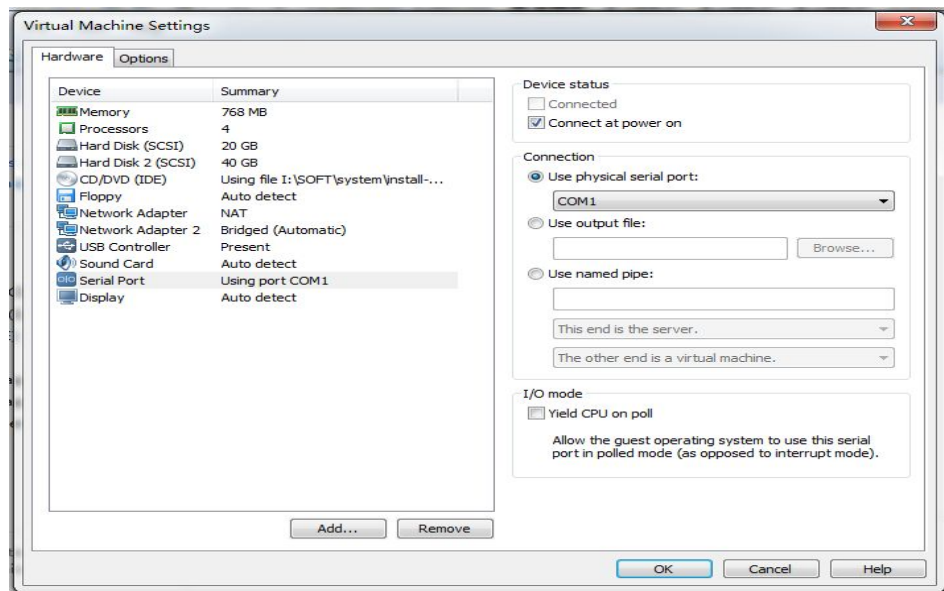 Virtual Machine Settings
Hardware
Options
Device Summary
Memory 768 MB
Processors 4
Hard Disk (SCSI) 20 GB
Hard Disk 2 (SCSI) 40 GB
CD/DVD (IDE) Using file I:\SOFT\system\install-...
Floppy Auto detect
Network Adapter NAT
Network Adapter 2 Bridged (Automatic)
USB Controller Present
Sound Card Auto detect
Serial Port Using port COM1
Display Auto detect
Add...
Remove
Device status
Connected
Connect at power on
Connection
Use physical serial port:
COM1
Use output file:
Browse...
Use named pipe:
This end is the server.
The other end is a virtual machine.
I/O mode
Yield CPU on poll
Allow the guest operating system to use this serial
port in polled mode (as opposed to interrupt mode).
OK
Cancel
Help